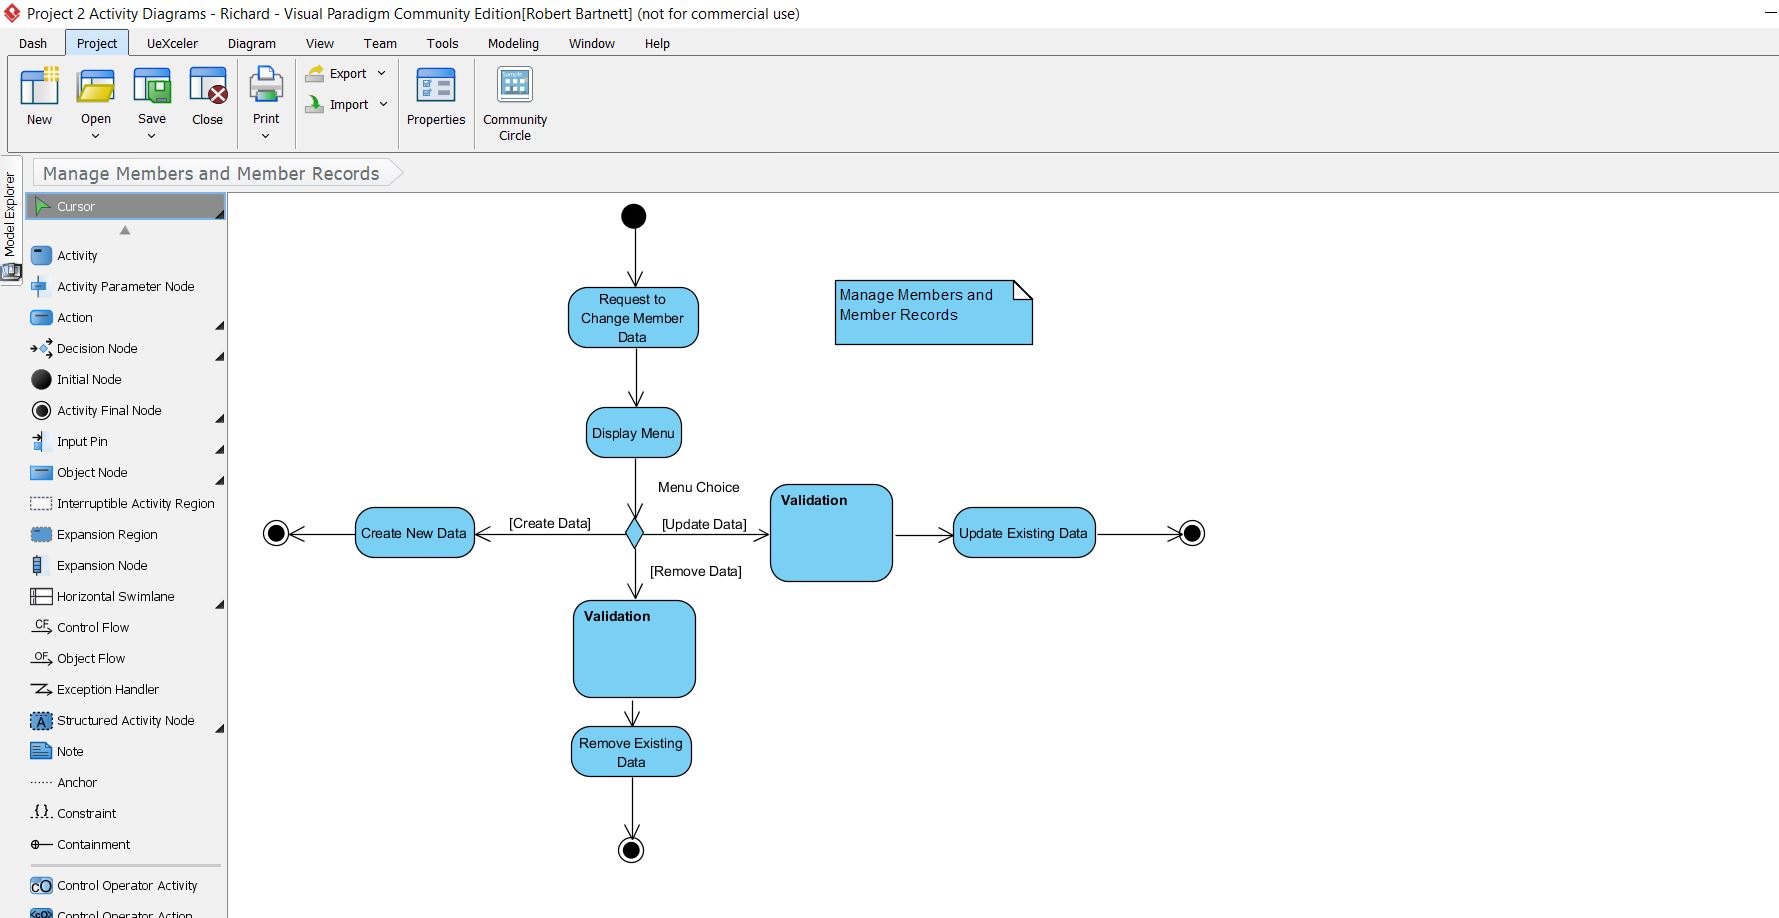 Project 2 Activity Diagrams - Richard - Visual Paradigm Community Edition[Robert Bartnett] (not for commercial use)
Dash Project UeXceler Diagram View Team Tools Modeling Window Help
New
Open
Save
Close
Print
Export
Import
Properties
Community
Circle
Manage Members and Member Records
Model Explorer
Cursor
Activity
Activity Parameter Node
Action
Decision Node
Initial Node
Activity Final Node
Input Pin
Object Node
Interruptible Activity Region
Expansion Region
Expansion Node
Horizontal Swimlane
CF
Control Flow
OF
Object Flow
Exception Handler
A
Structured Activity Node
Note
Anchor
{}
Constraint
Containment
cO
Control Operator Activity
«cO»
Control Operator Action
Request to
Change Member
Data
Manage Members and
Member Records
Display Menu
Menu Choice
[Create Data]
[Update Data]
[Remove Data]
Create New Data
Validation
Update Existing Data
Validation
Remove Existing
Data